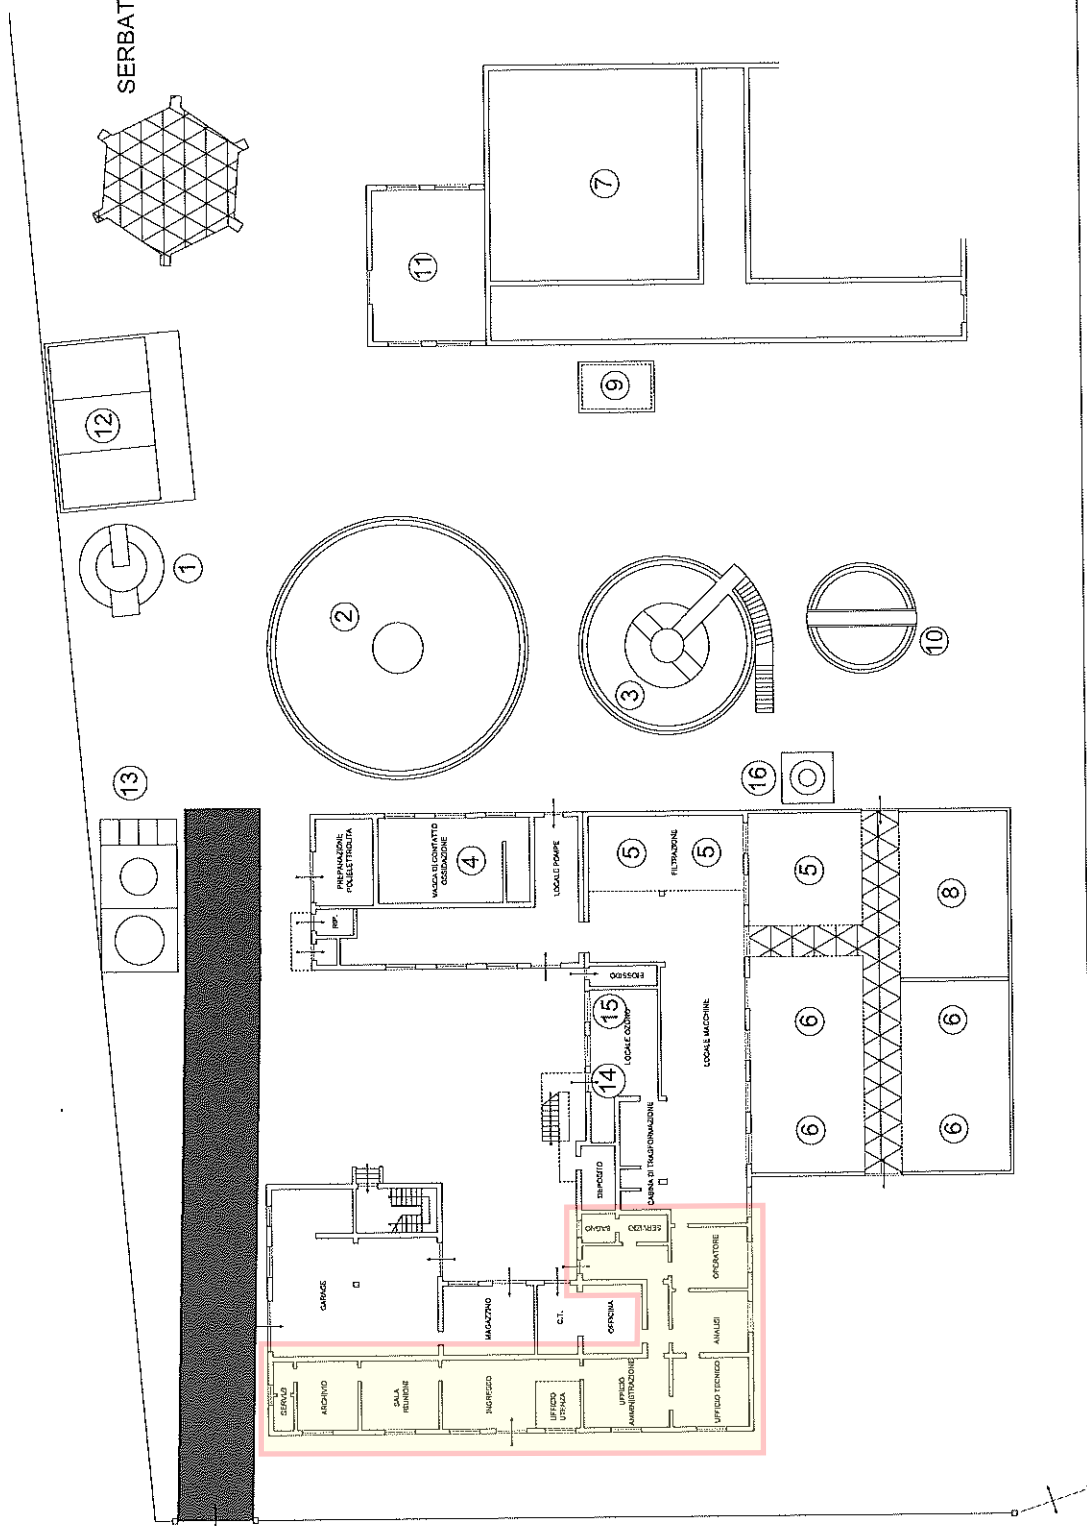 SERBAT
12
1
13
11
7
9
2
3
10
16
PREPARAZIONE
POLIELETTROLITA
VASCA DI CONTATTO
OSSIDAZIONE
4
LOCALE POMPE
RIP.
5
FILTRAZIONE
5
5
8
BIOSSIDO
15
LOCALE OZONO
14
LOCALE MACCHINE
6
6
6
6
CABINA DI TRASFORMAZIONE
DEPOSITO
BAGNO
SERVIZIO
GARAGE
MAGAZZINO
C.T.
OFFICINA
OPERATORE
ANALISI
SERVIZI
ARCHIVIO
SALA
RIUNIONI
INGRESSO
UFFICIO
UTENZA
UFFICIO
AMMINISTRAZIONE
UFFICIO TECNICO